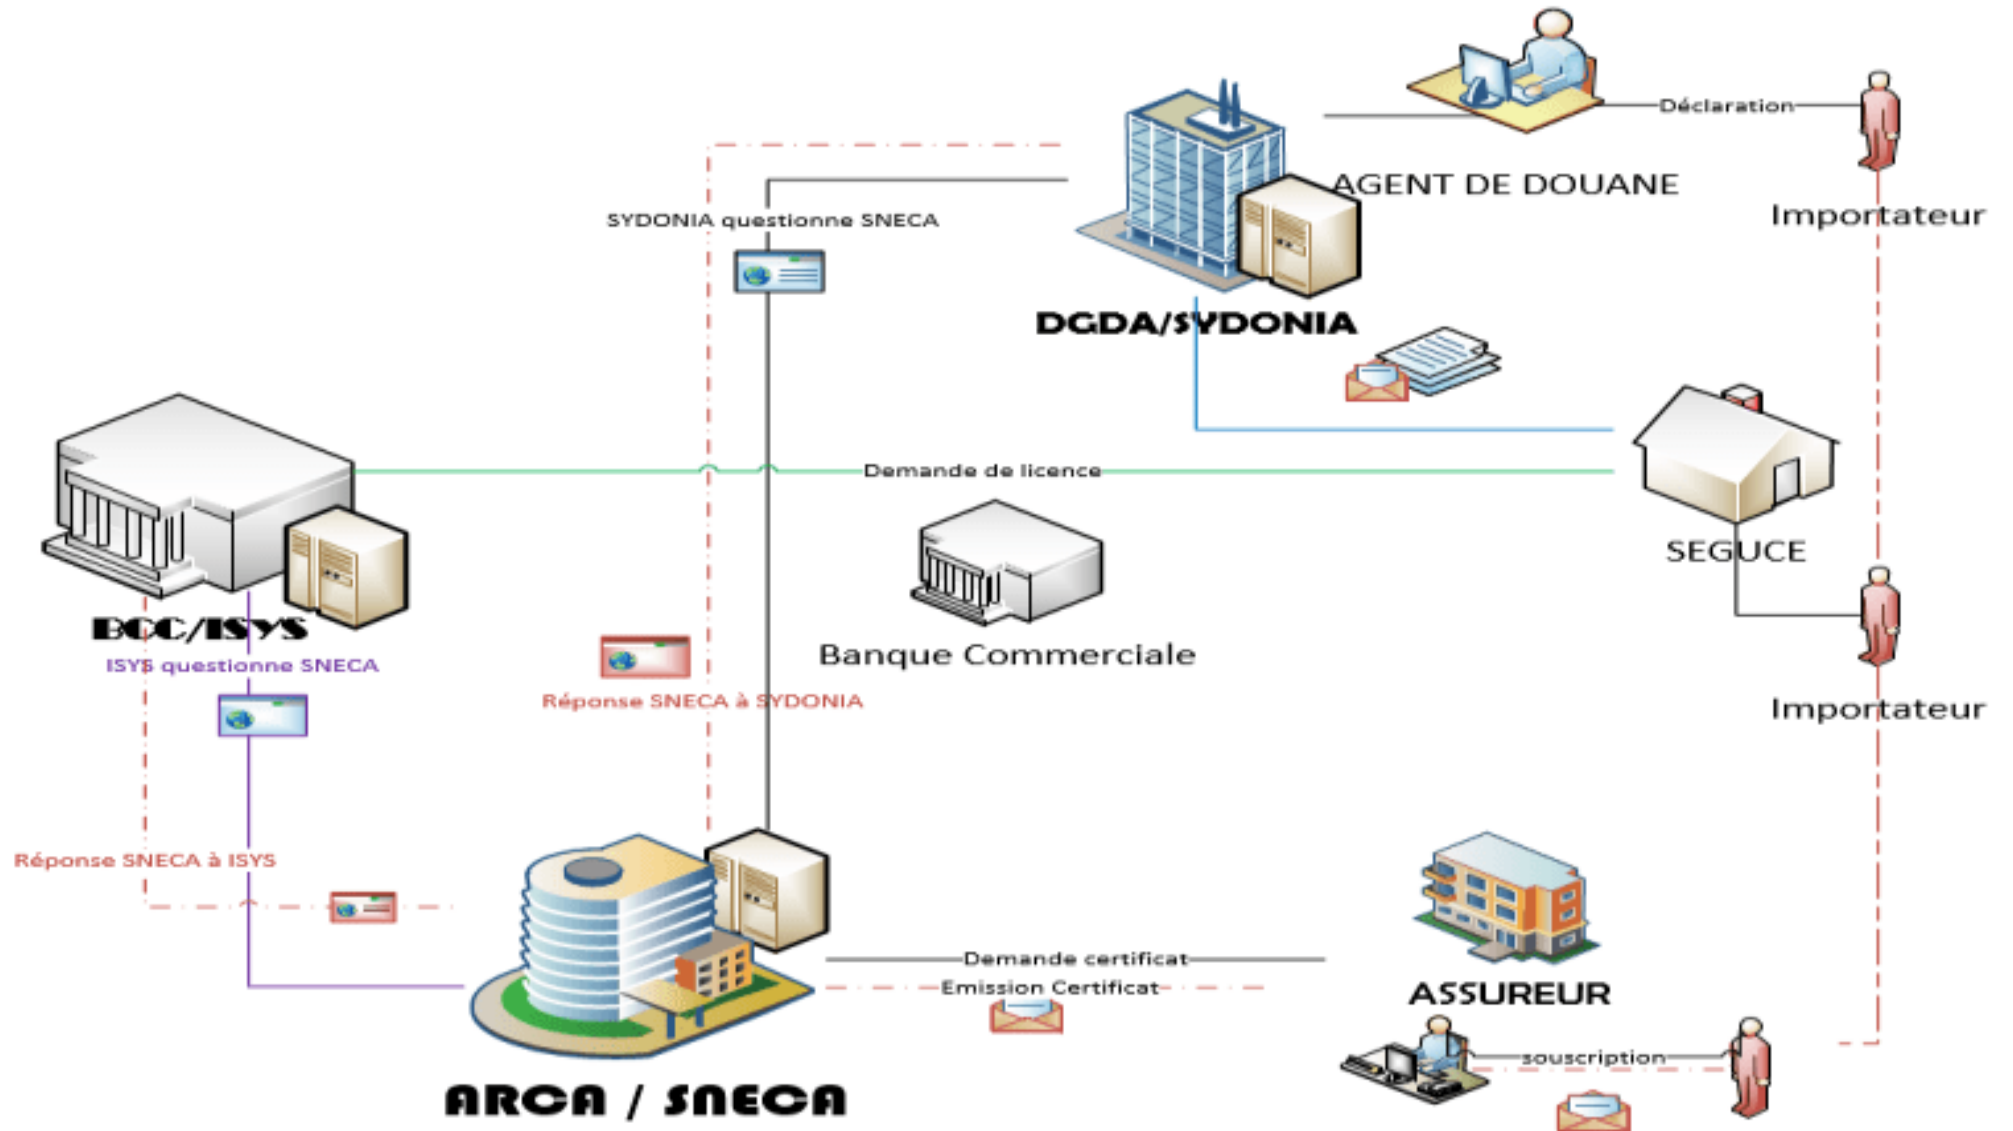 Déclaration
AGENT DE DOUANE
Importateur
SYDONIA questionne SNECA
DGDA/SYDONIA
Demande de licence
SEGUCE
BCC/ISYS
Banque Commerciale
ISYS questionne SNECA
Réponse SNECA à SYDONIA
Importateur
Réponse SNECA à ISYS
Demande certificat
Emission Certificat
ASSUREUR
souscription
ARCA / SNECA